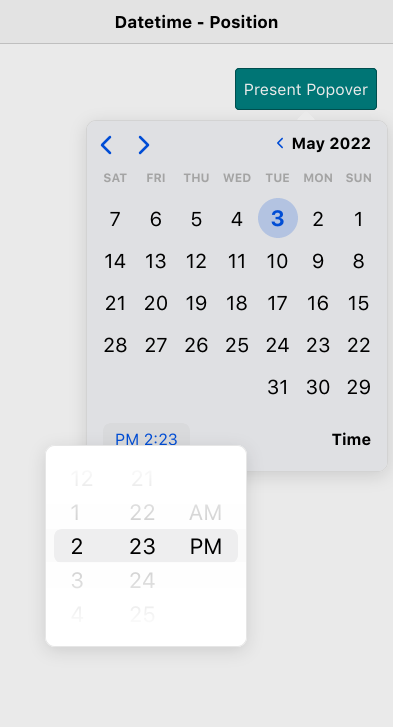 Datetime - Position
Present Popover
May 2022
SAT FRI THU WED TUE MON SUN
7 6 5 4 3 2 1
14 13 12 11 10 9 8
21 20 19 18 17 16 15
28 27 26 25 24 23 22
31 30 29
PM 2:23 Time
12 21
1 22 AM
2 23 PM
3 24
4 25